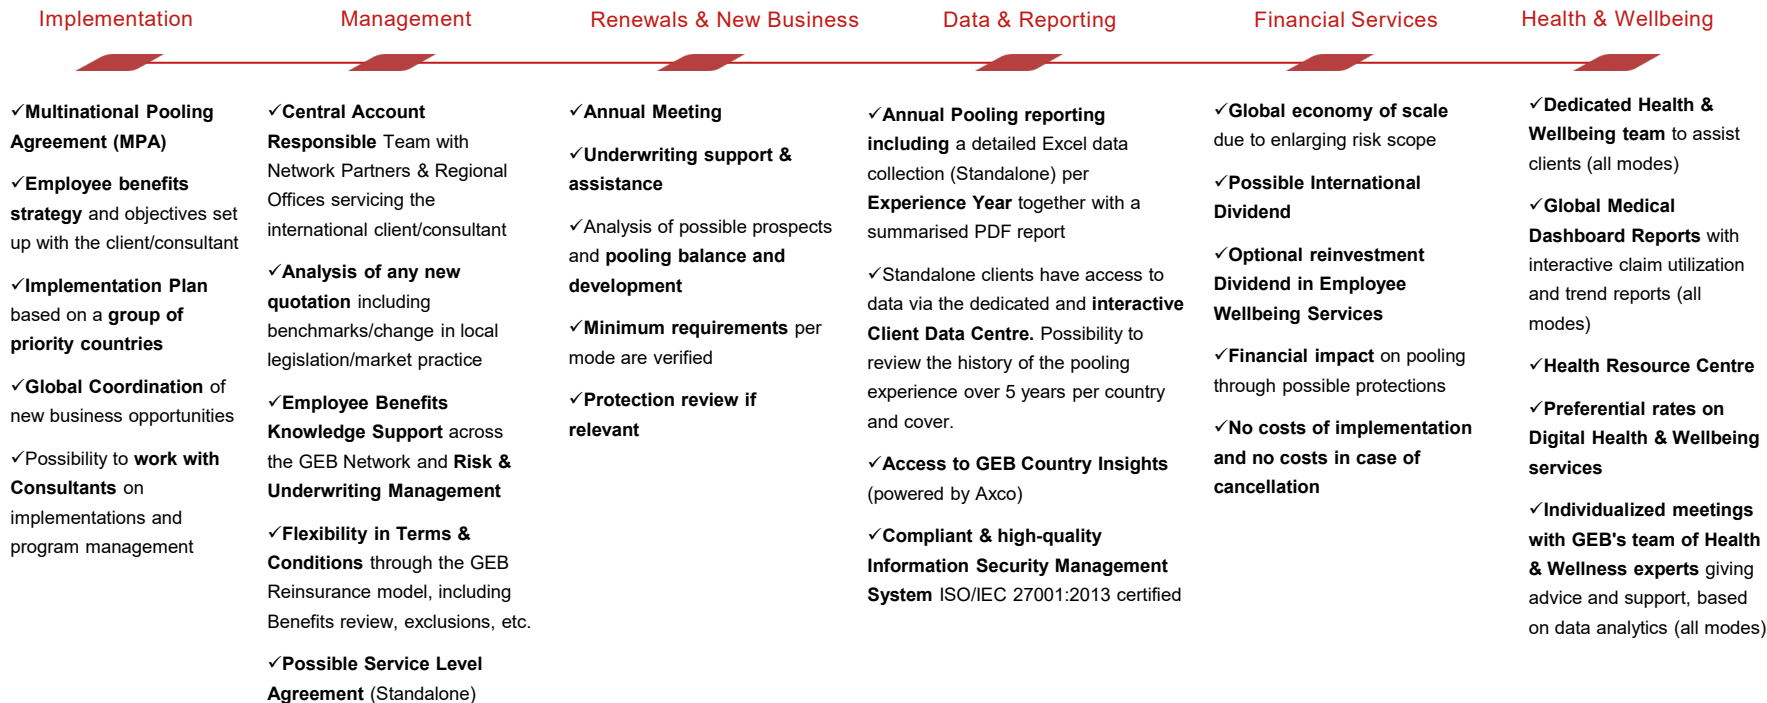 Implementation
Management
Renewals & New Business
Data & Reporting
Financial Services
Health & Wellbeing
✓Multinational Pooling
Agreement (MPA)
✓Employee benefits
strategy and objectives set
up with the client/consultant
✓Implementation Plan
based on a group of
priority countries
✓Global Coordination of
new business opportunities
✓Possibility to work with
Consultants on
implementations and
program management
✓Central Account
Responsible Team with
Network Partners & Regional
Offices servicing the
international client/consultant
✓Analysis of any new
quotation including
benchmarks/change in local
legislation/market practice
✓Employee Benefits
Knowledge Support across
the GEB Network and Risk &
Underwriting Management
✓Flexibility in Terms &
Conditions through the GEB
Reinsurance model, including
Benefits review, exclusions, etc.
✓Possible Service Level
Agreement (Standalone)
✓Annual Meeting
✓Underwriting support &
assistance
✓Analysis of possible prospects
and pooling balance and
development
✓Minimum requirements per
mode are verified
✓Protection review if
relevant
✓Annual Pooling reporting
including a detailed Excel data
collection (Standalone) per
Experience Year together with a
summarised PDF report
✓Standalone clients have access to
data via the dedicated and interactive
Client Data Centre. Possibility to
review the history of the pooling
experience over 5 years per country
and cover.
✓Access to GEB Country Insights
(powered by Axco)
✓Compliant & high-quality
Information Security Management
System ISO/IEC 27001:2013 certified
✓Global economy of scale
due to enlarging risk scope
✓Possible International
Dividend
✓Optional reinvestment
Dividend in Employee
Wellbeing Services
✓Financial impact on pooling
through possible protections
✓No costs of implementation
and no costs in case of
cancellation
✓Dedicated Health &
Wellbeing team to assist
clients (all modes)
✓Global Medical
Dashboard Reports with
interactive claim utilization
and trend reports (all
modes)
✓Health Resource Centre
✓Preferential rates on
Digital Health & Wellbeing
services
✓Individualized meetings
with GEB's team of Health
& Wellness experts giving
advice and support, based
on data analytics (all modes)